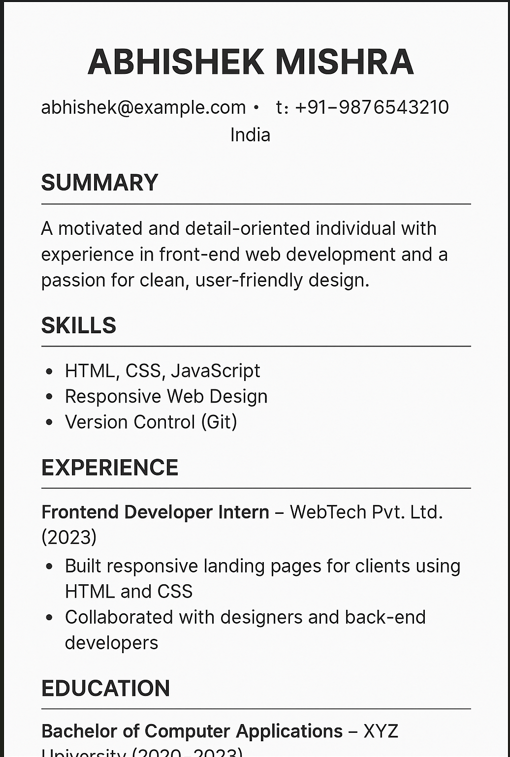 ABHISHEK MISHRA
abhishek@example.com • t: +91-9876543210
India
SUMMARY
A motivated and detail-oriented individual with
experience in front-end web development and a
passion for clean, user-friendly design.
SKILLS
• HTML, CSS, JavaScript
• Responsive Web Design
• Version Control (Git)
EXPERIENCE
Frontend Developer Intern – WebTech Pvt. Ltd.
(2023)
• Built responsive landing pages for clients using
HTML and CSS
• Collaborated with designers and back-end
developers
EDUCATION
Bachelor of Computer Applications – XYZ
University (2020–2023)